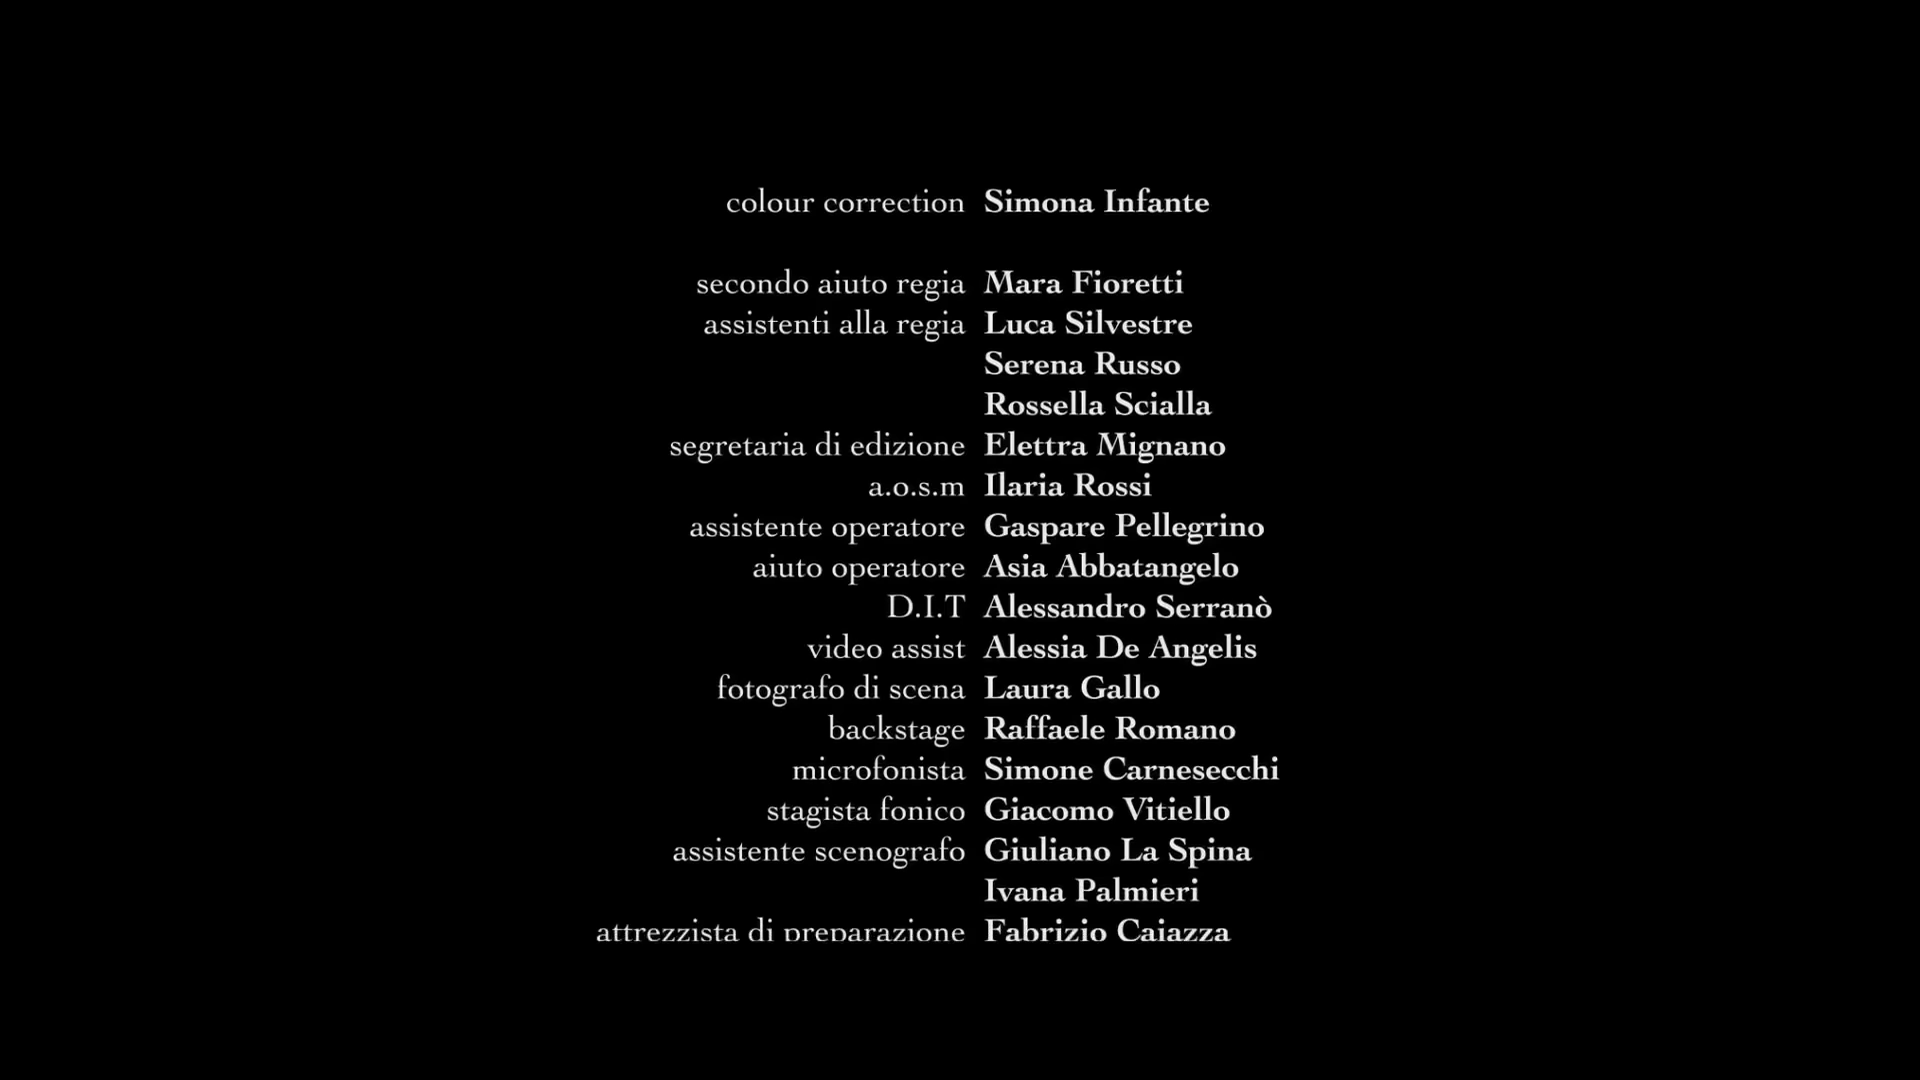 colour correction Simona Infante
secondo aiuto regia Mara Fioretti
assistenti alla regia Luca Silvestre
Serena Russo
Rossella Scialla
segretaria di edizione Elettra Mignano
a.o.s.m Ilaria Rossi
assistente operatore Gaspare Pellegrino
aiuto operatore Asia Abbatangelo
D.I.T Alessandro Serranò
video assist Alessia De Angelis
fotografo di scena Laura Gallo
backstage Raffaele Romano
microfonista Simone Carnesecchi
stagista fonico Giacomo Vitiello
assistente scenografo Giuliano La Spina
Ivana Palmieri
attrezzista di preparazione Fabrizio Caiazza